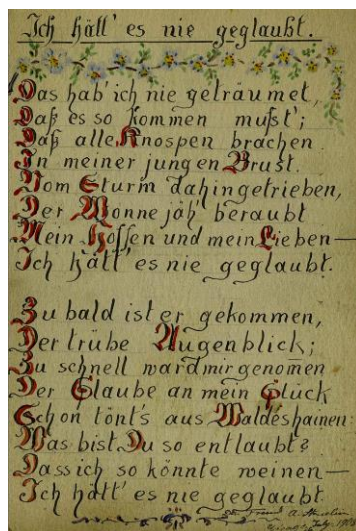 Ich hätt' es nie geglaubt.
Das hab' ich nie geträumet,
Daß es so kommen mußt';
Daß alle Knospen brachen
In meiner jungen Brust.
Vom Sturm dahingetrieben,
Der Wonne jäh beraubt
Mein Hoffen und mein Lieben—
Ich hätt' es nie geglaubt.
Zu bald ist er gekommen,
Der trübe Augenblick;
Zu schnell ward mir genomen
Der Glaube an mein Glück
Schon tönt's aus Waldeshainen:
Was bist Du so entlaubt?
Dass ich so könnte weinen—
Ich hätt' es nie geglaubt
A.